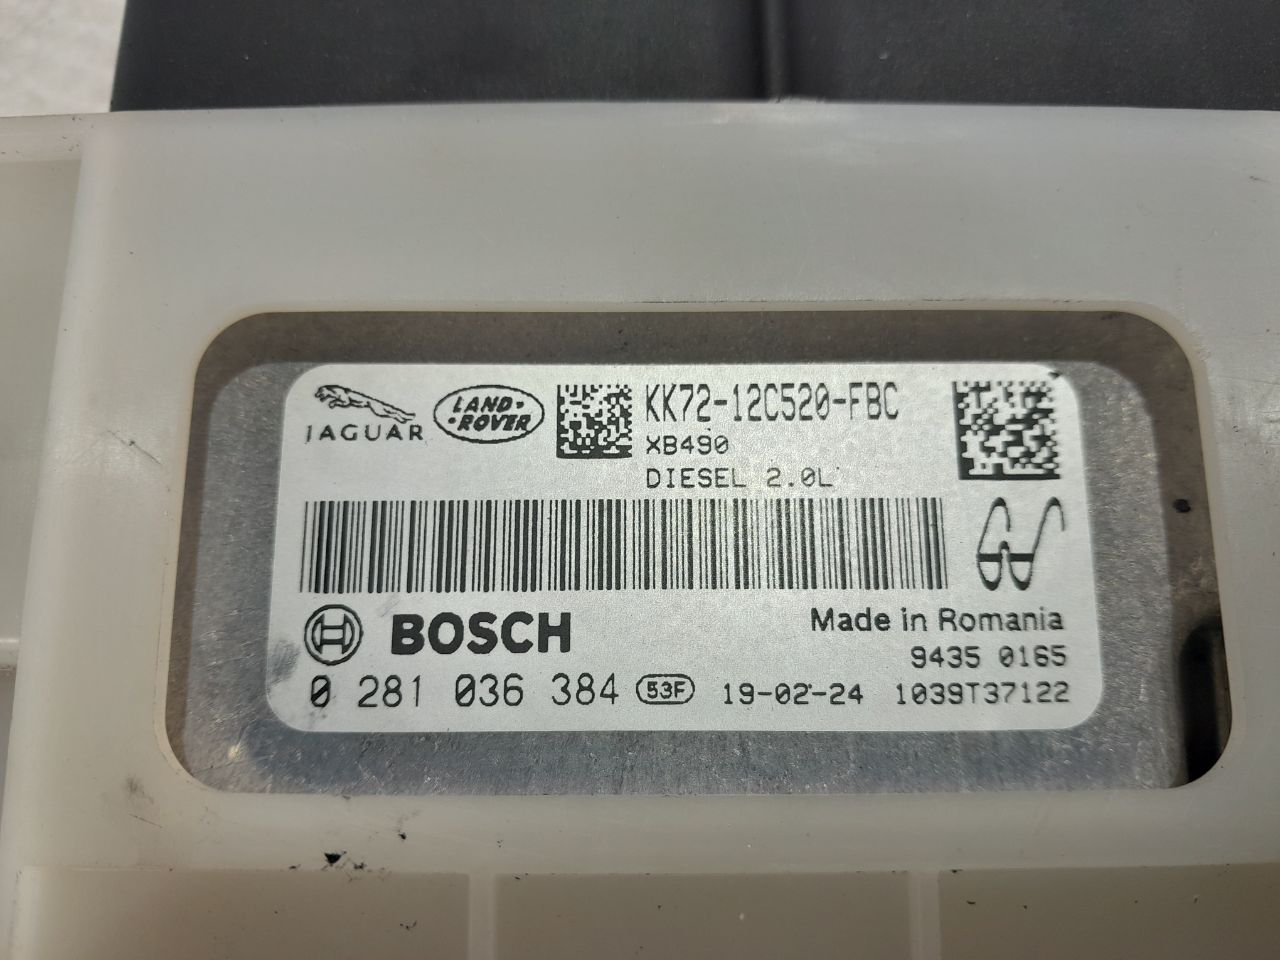 JAGUAR
LAND-
-ROVER
KK72-12C520-FBC
XB490
DIESEL 2.0L
BOSCH
Made in Romania
9435 0165
0 281 036 384 53F 19-02-24 1039T37122